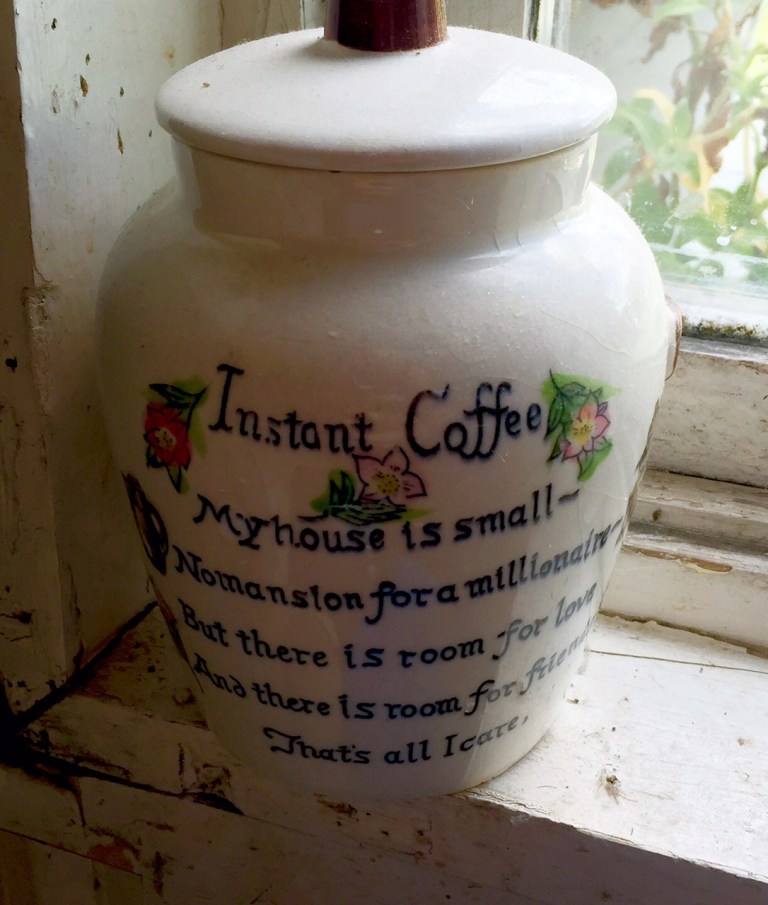 Instant Coffee
My house is small~
No mansion for a millionaire-
But there is room for love
And there is room for friends
That's all I care.